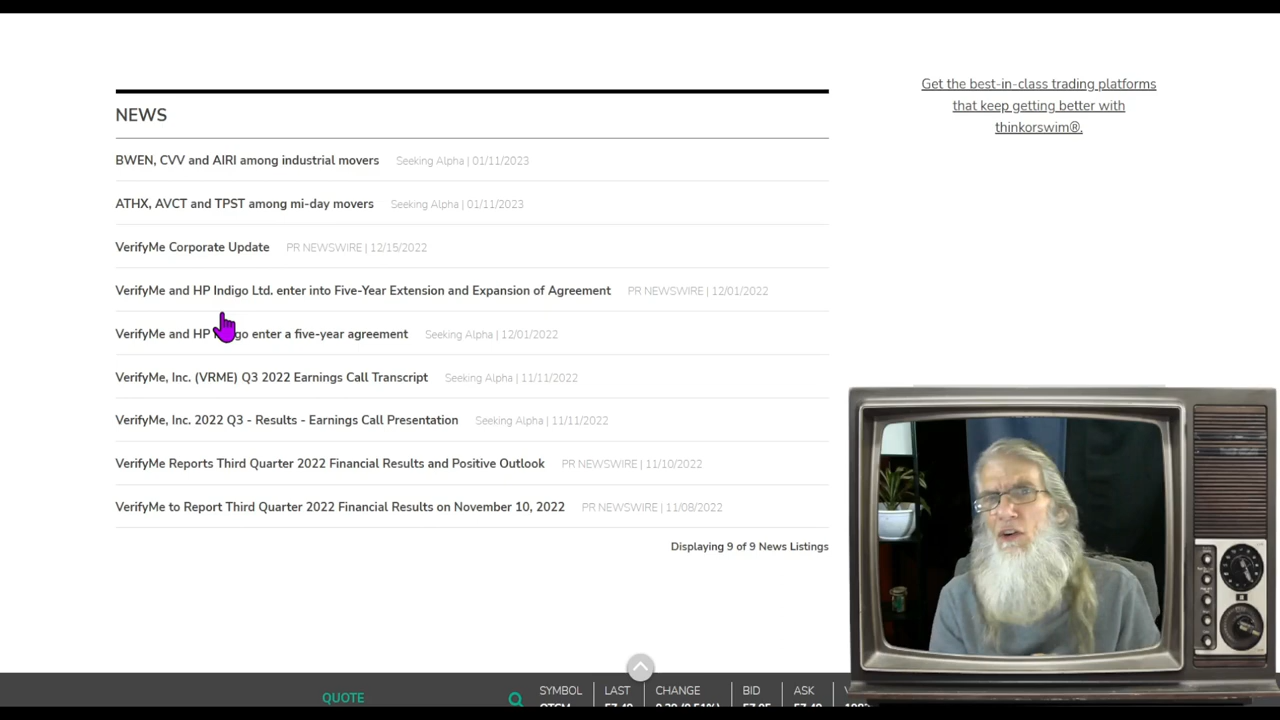 Get the best-in-class trading platforms
that keep getting better with
thinkorswim®.
NEWS
BWEN, CVV and AIRI among industrial movers Seeking Alpha | 01/11/2023
ATHX, AVCT and TPST among mi-day movers Seeking Alpha | 01/11/2023
VerifyMe Corporate Update PR NEWSWIRE | 12/15/2022
VerifyMe and HP Indigo Ltd. enter into Five-Year Extension and Expansion of Agreement PR NEWSWIRE | 12/01/2022
VerifyMe and HP enter a five-year agreement Seeking Alpha | 12/01/2022
VerifyMe, Inc. (VRME) Q3 2022 Earnings Call Transcript Seeking Alpha | 11/11/2022
VerifyMe, Inc. 2022 Q3 - Results - Earnings Call Presentation Seeking Alpha | 11/11/2022
VerifyMe Reports Third Quarter 2022 Financial Results and Positive Outlook PR NEWSWIRE | 11/10/2022
VerifyMe to Report Third Quarter 2022 Financial Results on November 10, 2022 PR NEWSWIRE | 11/08/2022
Displaying 9 of 9 News Listings
QUOTE
SYMBOL LAST CHANGE BID ASK